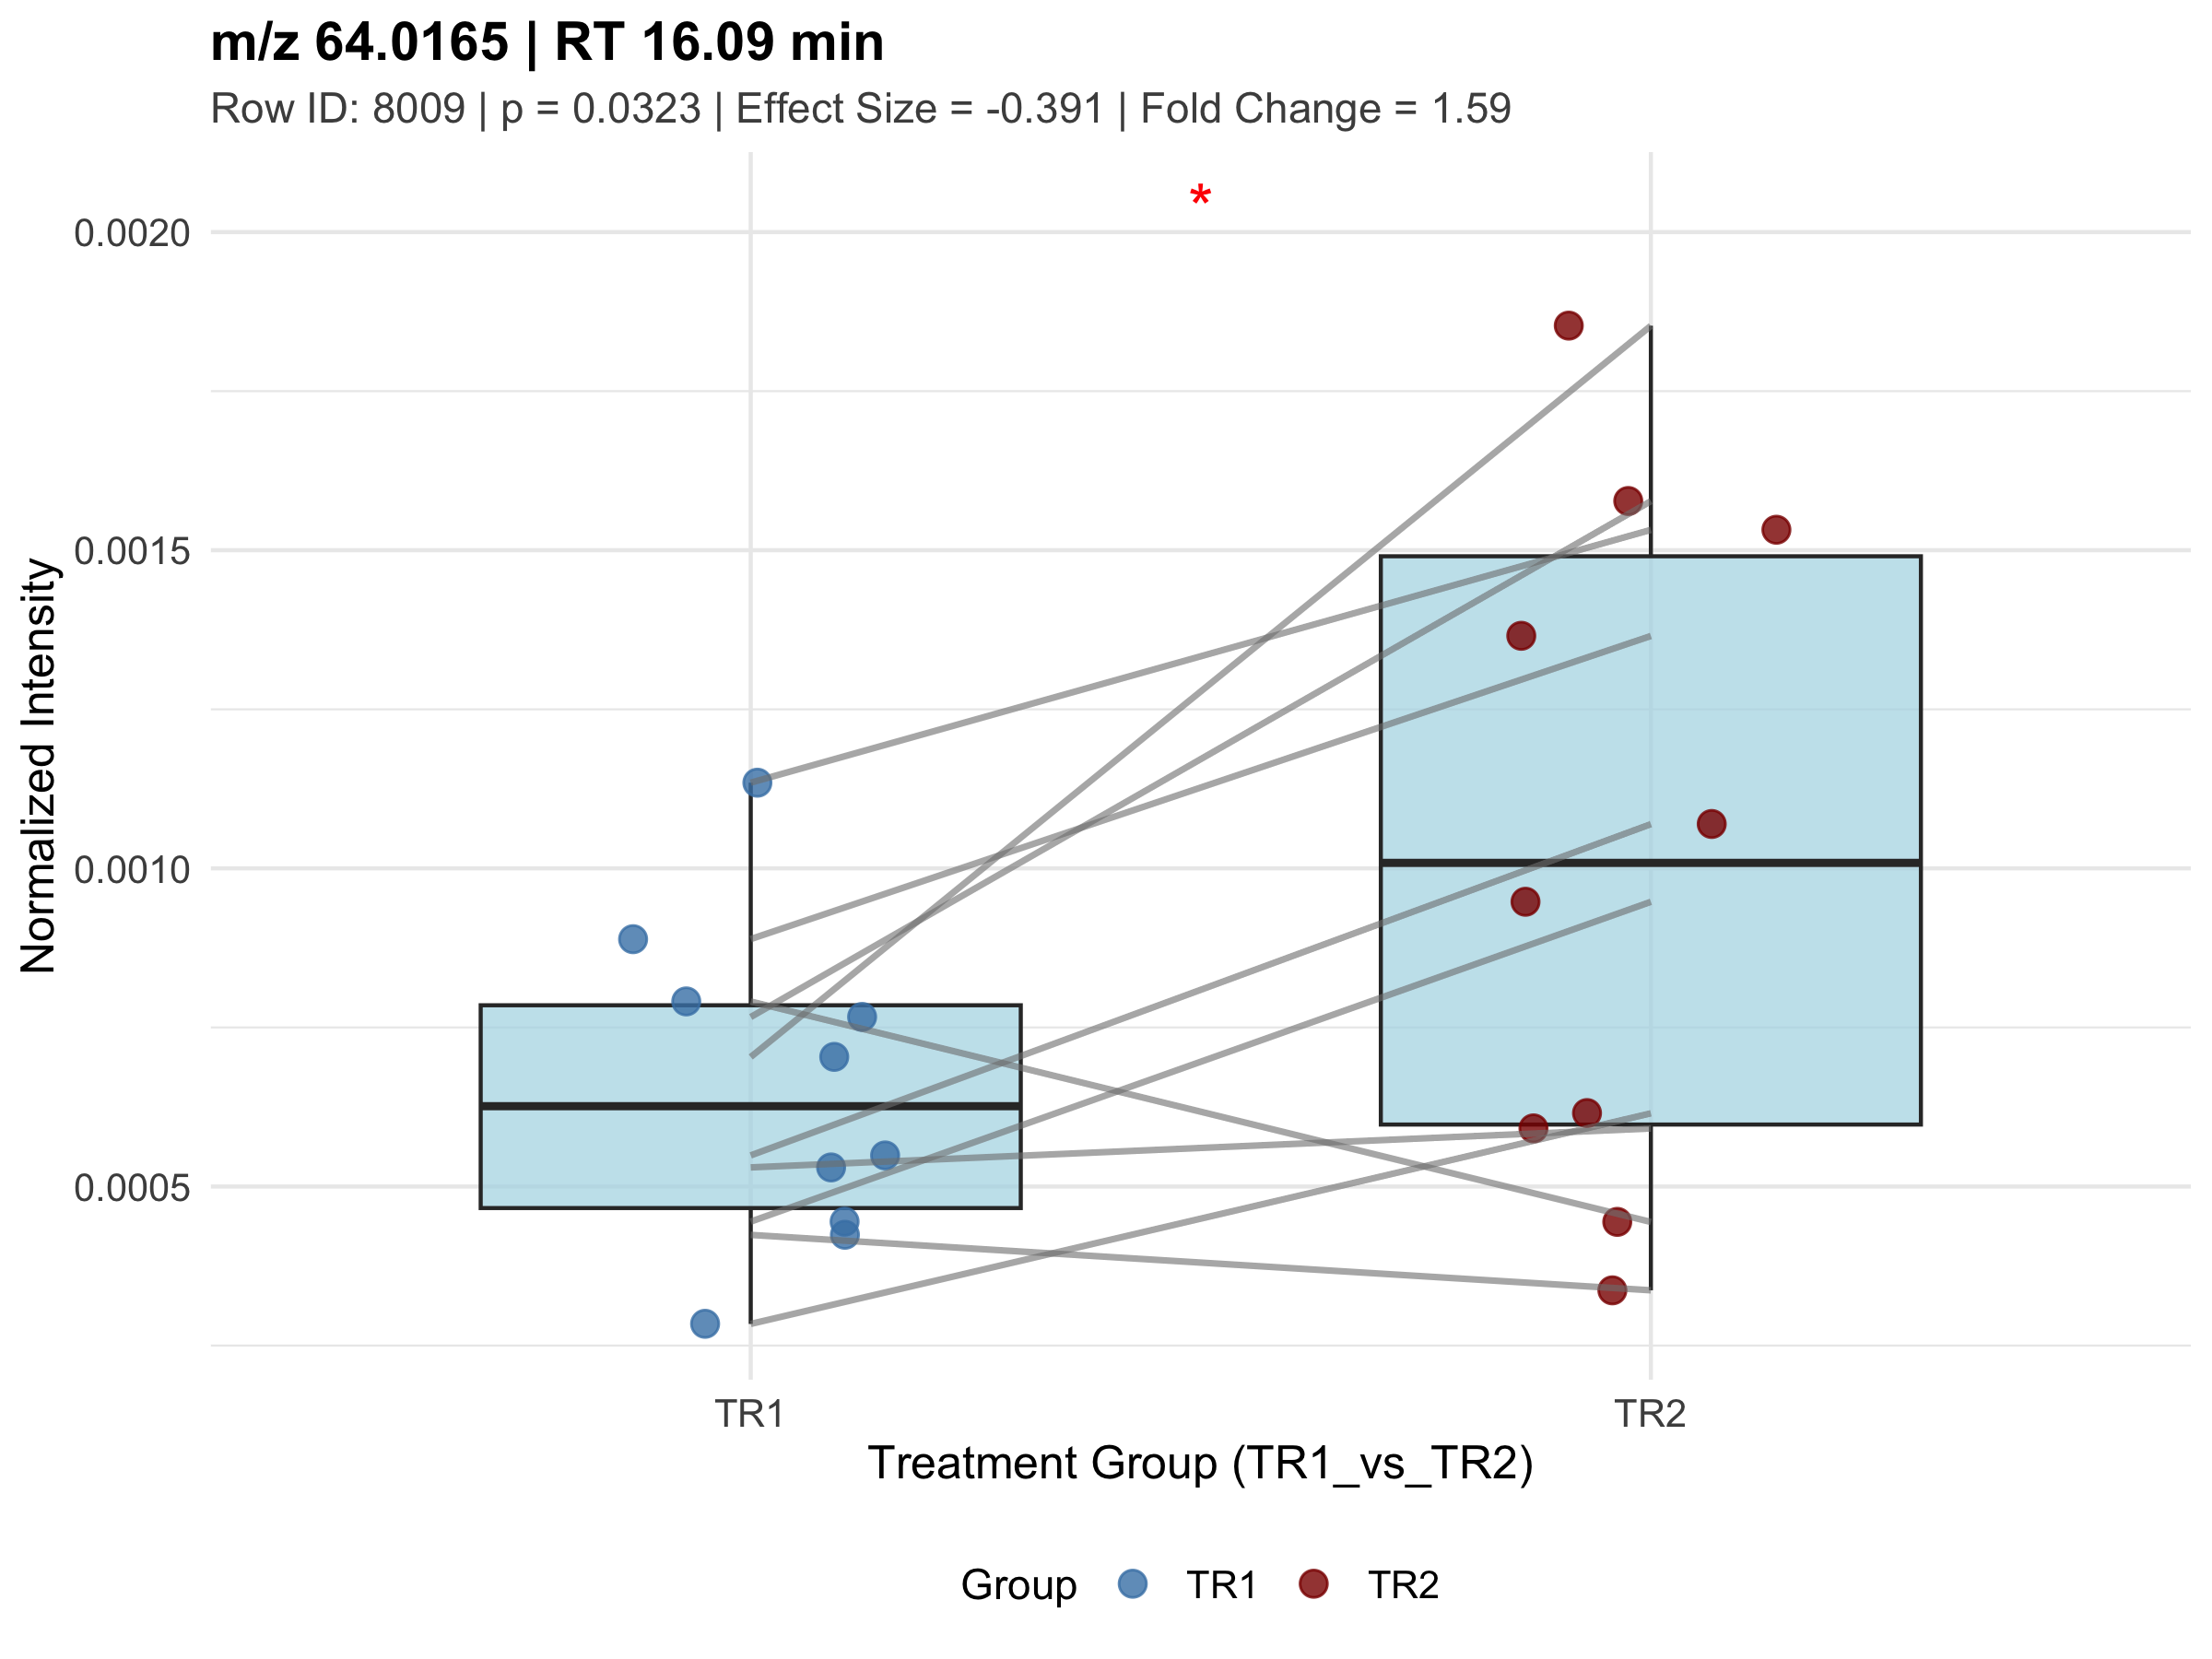 m/z 64.0165 | RT 16.09 min
Row ID: 8009 | p = 0.0323 | Effect Size = -0.391 | Fold Change = 1.59
*
0.0020
0.0015
0.0010
0.0005
Normalized Intensity
TR1
TR2
Treatment Group (TR1_vs_TR2)
Group TR1 TR2